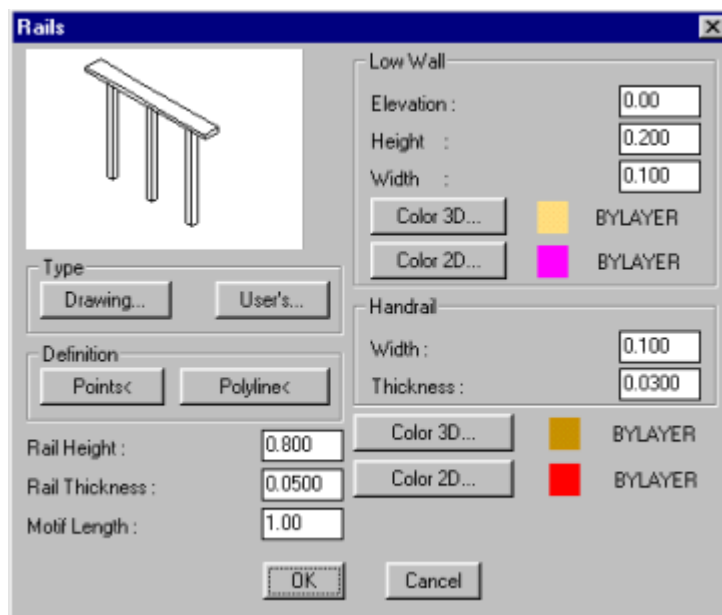 Rails
Type
Drawing...
User's...
Definition
Points<
Polyline<
Rail Height :
0.800
Rail Thickness :
0.0500
Motif Length :
1.00
Low Wall
Elevation :
0.00
Height :
0.200
Width :
0.100
Color 3D...
BYLAYER
Color 2D...
BYLAYER
Handrail
Width :
0.100
Thickness :
0.0300
Color 3D...
BYLAYER
Color 2D...
BYLAYER
OK
Cancel